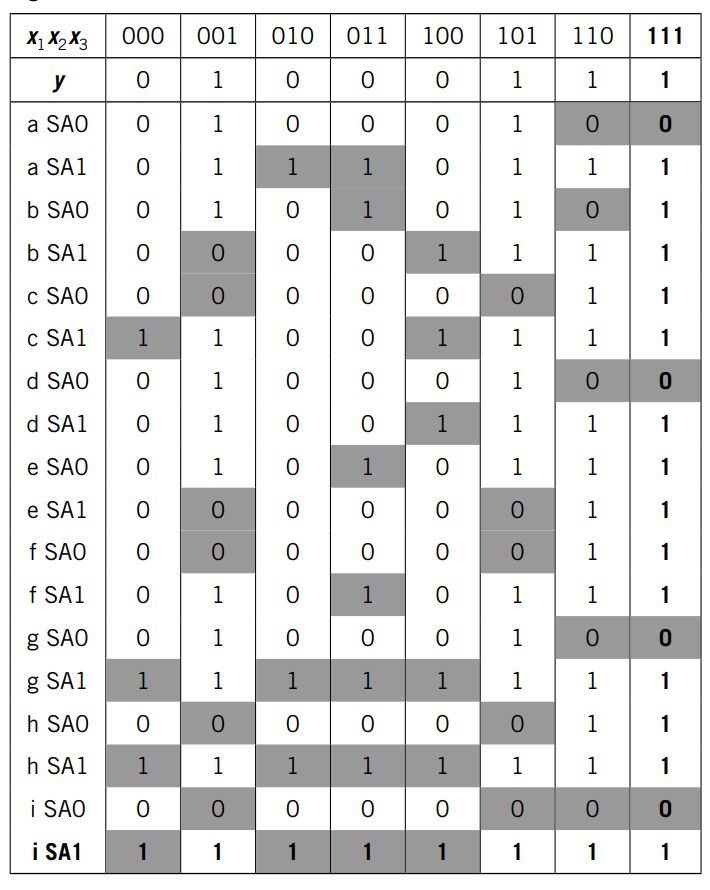 x1x2x3 000 001 010 011 100 101 110 111
y 0 1 0 0 0 1 1 1
a SA0 0 1 0 0 0 1 0 0
a SA1 0 1 1 1 0 1 1 1
b SA0 0 1 0 1 0 1 0 1
b SA1 0 0 0 0 1 1 1 1
c SA0 0 0 0 0 0 0 1 1
c SA1 1 1 0 0 1 1 1 1
d SA0 0 1 0 0 0 1 0 0
d SA1 0 1 0 0 1 1 1 1
e SA0 0 1 0 1 0 1 1 1
e SA1 0 0 0 0 0 0 1 1
f SA0 0 0 0 0 0 0 1 1
f SA1 0 1 0 1 0 1 1 1
g SA0 0 1 0 0 0 1 0 0
g SA1 1 1 1 1 1 1 1 1
h SA0 0 0 0 0 0 0 1 1
h SA1 1 1 1 1 1 1 1 1
i SA0 0 0 0 0 0 0 0 0
i SA1 1 1 1 1 1 1 1 1